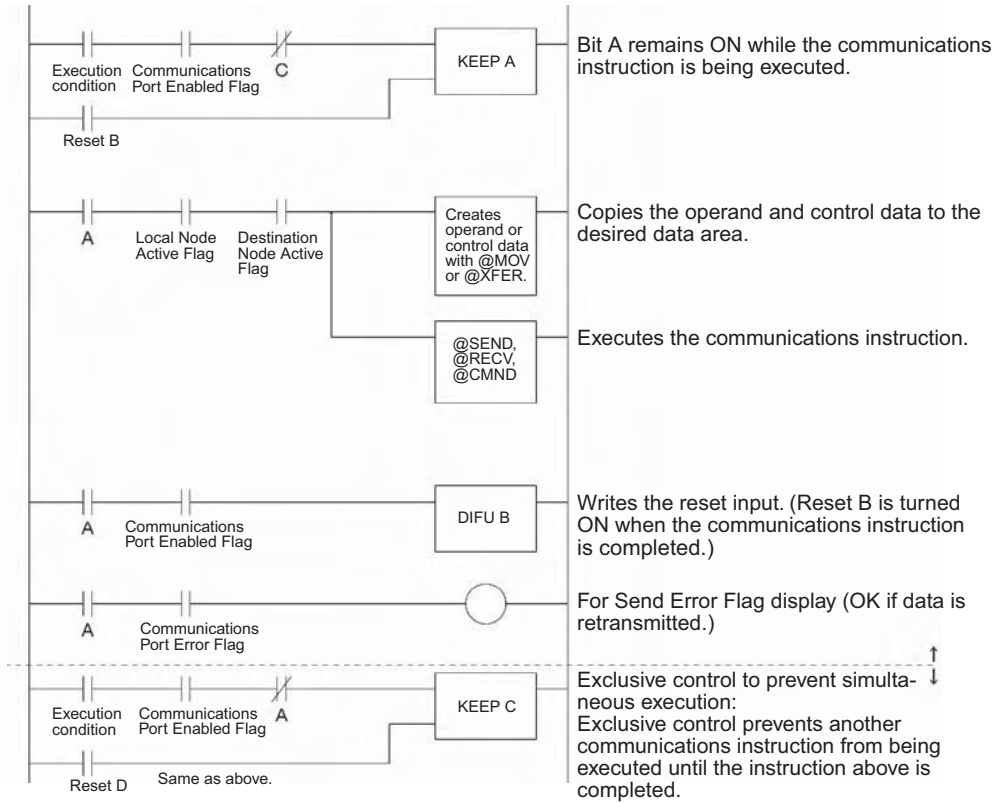 KEEP A
Bit A remains ON while the communications
instruction is being executed.
Execution
condition
Communications
Port Enabled Flag
C
Reset B
A
Local Node
Active Flag
Destination
Node Active
Flag
Creates
operand or
control data
with @MOV
or @XFER.
Copies the operand and control data to the
desired data area.
@SEND,
@RECV,
@CMND
Executes the communications instruction.
A
Communications
Port Enabled Flag
DIFU B
Writes the reset input. (Reset B is turned
ON when the communications instruction
is completed.)
A
Communications
Port Error Flag
For Send Error Flag display (OK if data is
retransmitted.)
Execution
condition
Communications
Port Enabled Flag
A
KEEP C
Reset D
Same as above.
Exclusive control to prevent simulta-
neous execution:
Exclusive control prevents another
communications instruction from being
executed until the instruction above is
completed.